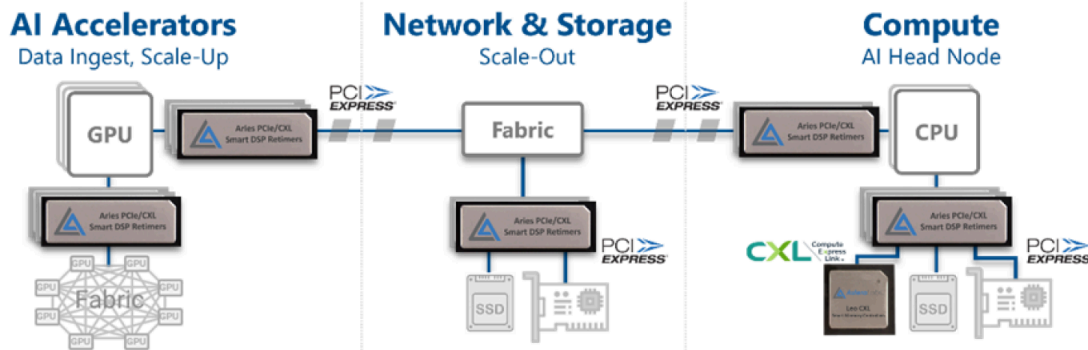 AI Accelerators
Data Ingest, Scale-Up
Network & Storage
Scale-Out
Compute
AI Head Node
GPU
Aries PCIe/CXL
Smart DSP Retimers
PCI
EXPRESS®
Fabric
PCI
EXPRESS®
Aries PCIe/CXL
Smart DSP Retimers
CPU
Aries PCIe/CXL
Smart DSP Retimers
Aries PCIe/CXL
Smart DSP Retimers
PCI
EXPRESS®
Aries PCIe/CXL
Smart DSP Retimers
CXL
Compute
Express
Link
PCI
EXPRESS®
GPU
GPU
GPU
GPU
Fabric
GPU
GPU
GPU
GPU
SSD
Leo CXL
SSD